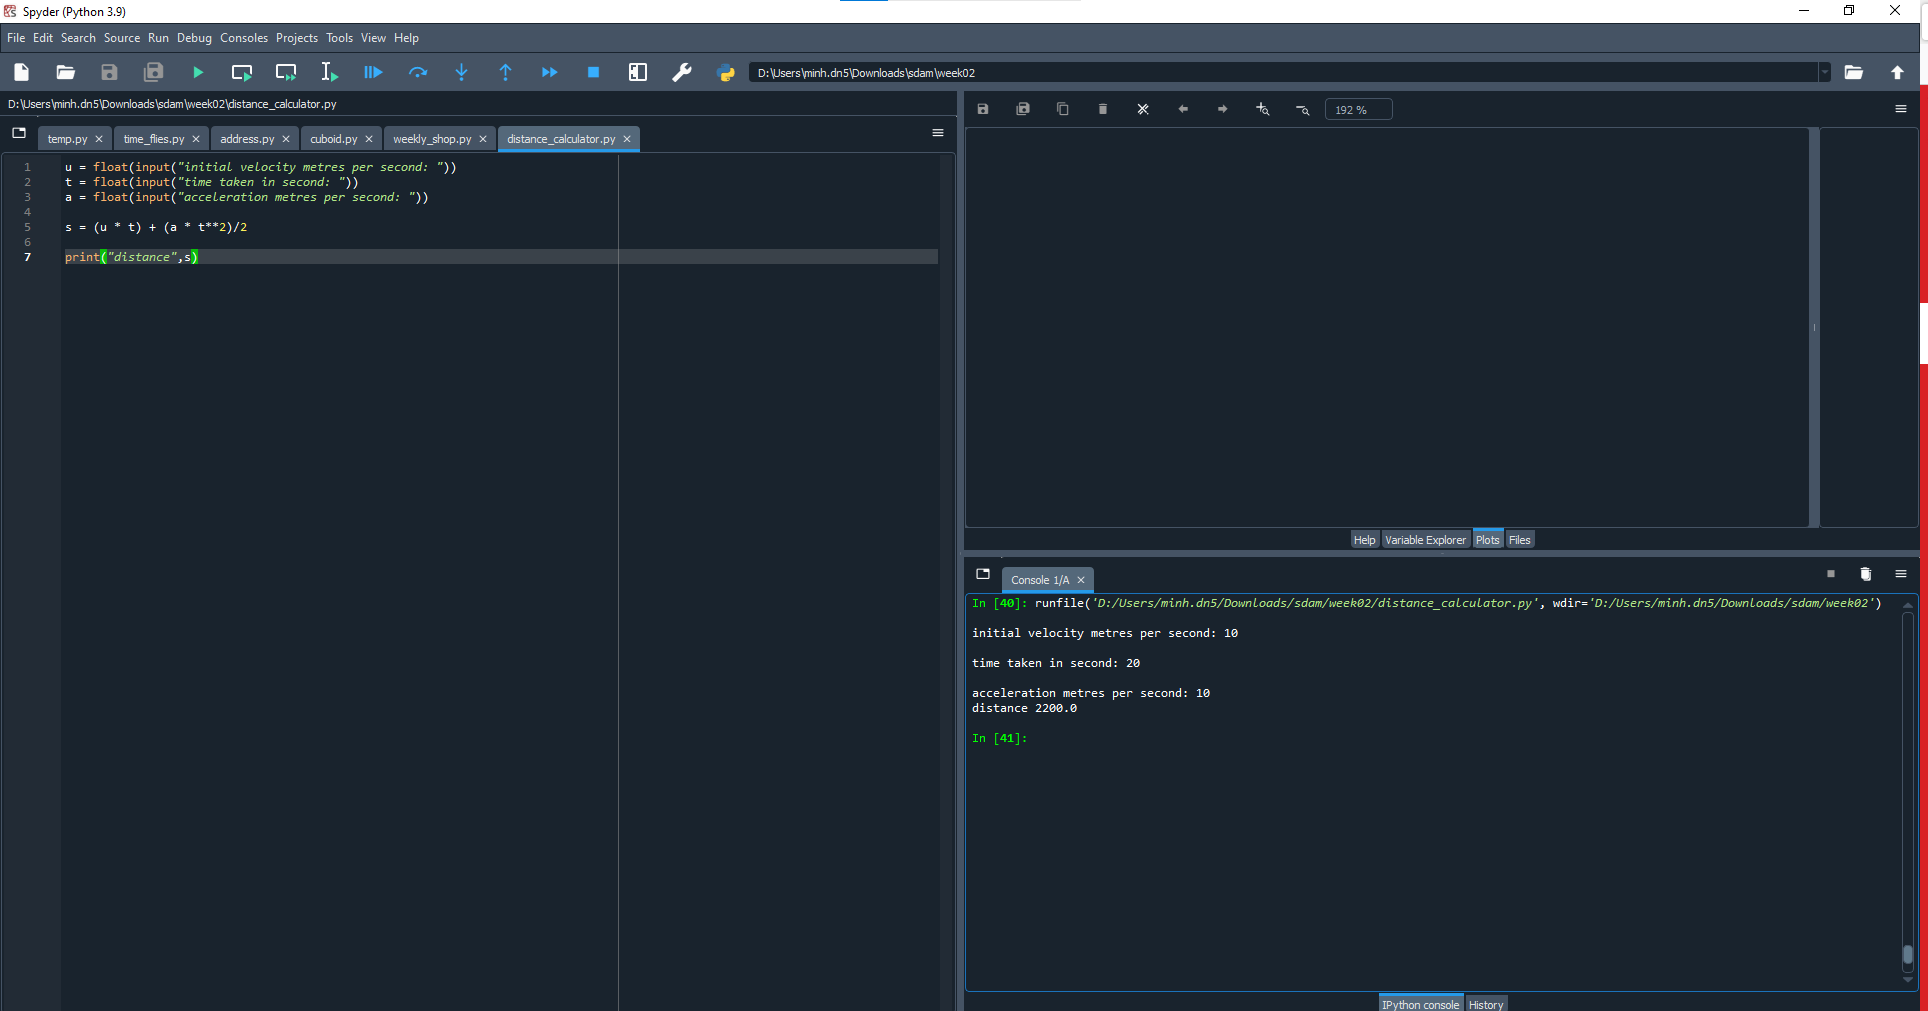 Spyder (Python 3.9)
File Edit Search Source Run Debug Consoles Projects Tools View Help
D:\Users\minh.dn5\Downloads\sdam\week02
D:\Users\minh.dn5\Downloads\sdam\week02\distance_calculator.py
temp.py time_flies.py address.py cuboid.py weekly_shop.py distance_calculator.py
1 u = float(input("initial velocity metres per second: "))
2 t = float(input("time taken in second: "))
3 a = float(input("acceleration metres per second: "))
4
5 s = (u * t) + (a * t**2)/2
6
7 print("distance",s)
192 %
Help Variable Explorer Plots Files
Console 1/A
In [40]: runfile('D:/Users/minh.dn5/Downloads/sdam/week02/distance_calculator.py', wdir='D:/Users/minh.dn5/Downloads/sdam/week02')
initial velocity metres per second: 10
time taken in second: 20
acceleration metres per second: 10
distance 2200.0
In [41]:
IPython console History